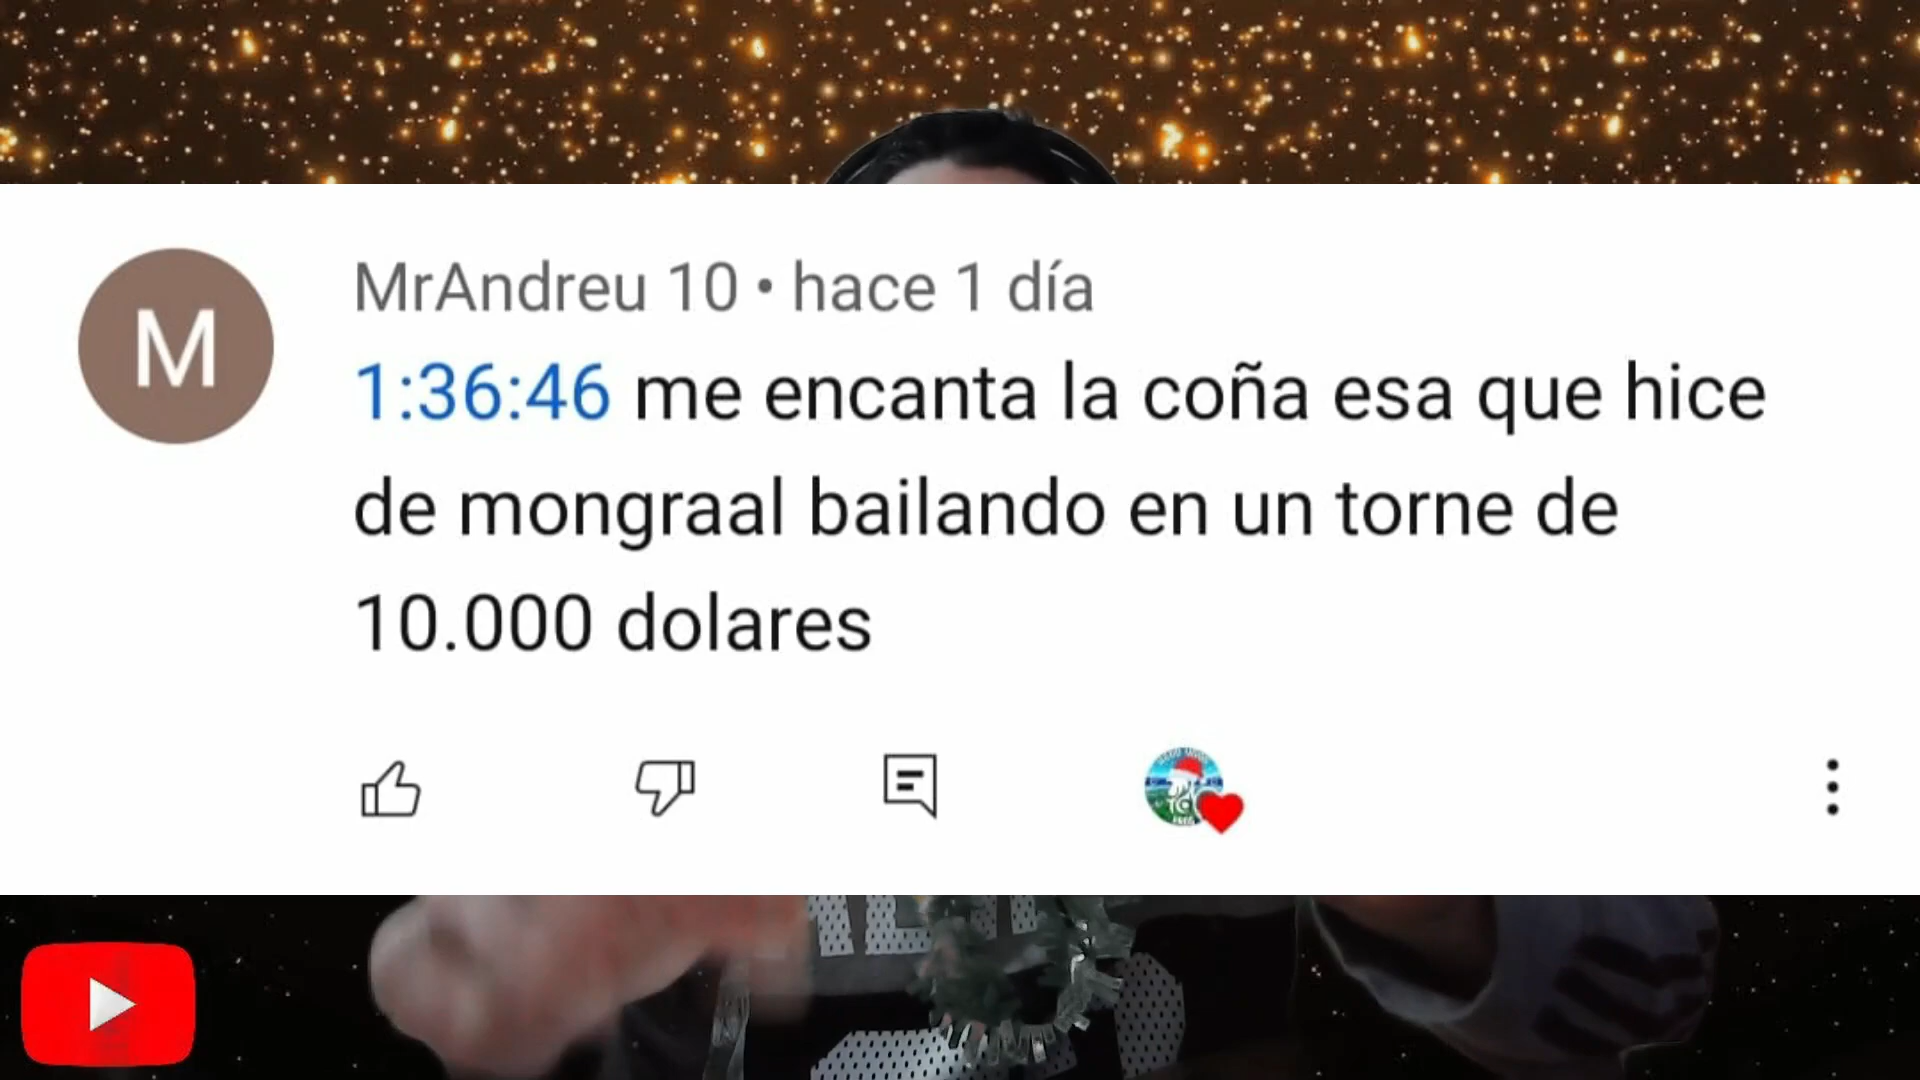 MrAndreu 10 • hace 1 día
M
1:36:46 me encanta la coña esa que hice
de mongraal bailando en un torne de
10.000 dolares